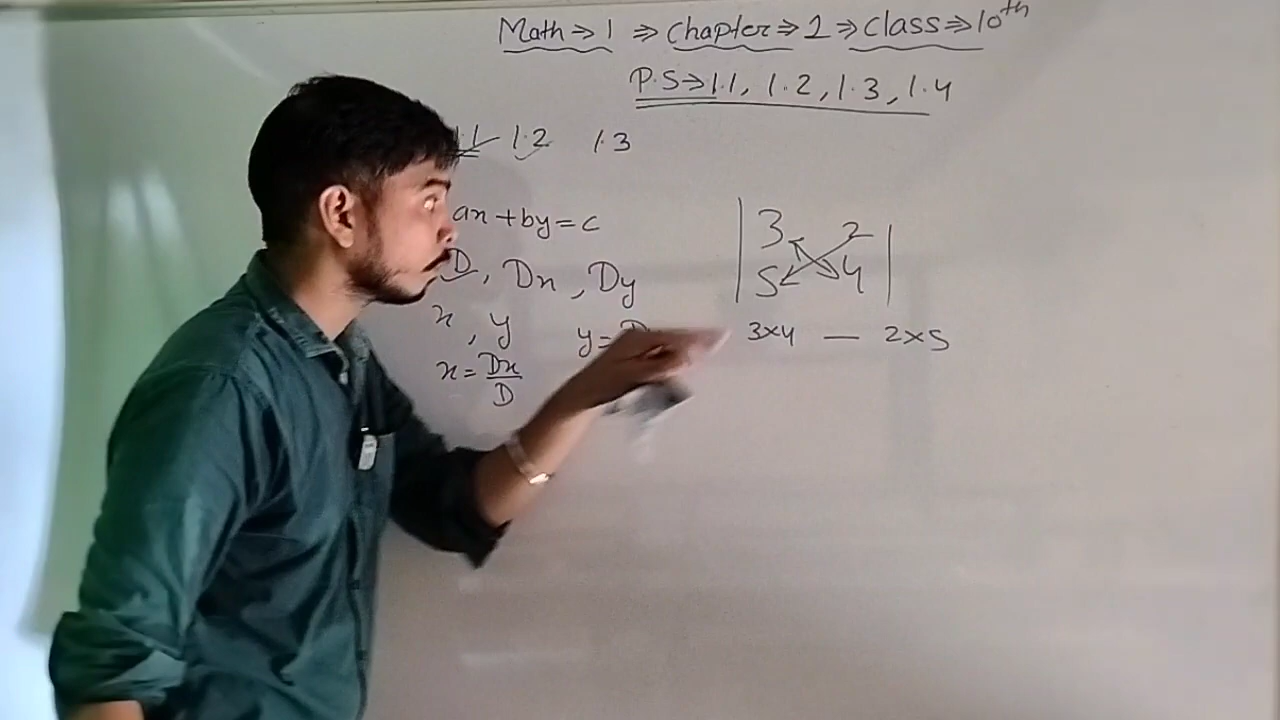 Math ⇒ 1 ⇒ Chapter ⇒ 1 ⇒ Class ⇒ 10th
P.S ⇒ 1.1, 1.2, 1.3, 1.4
1.1 1.2 1.3
ax + by = c
D, Dx, Dy
x, y y =
x = Dx/D
| 3 2 |
| 5 4 |
3×4 — 2×5